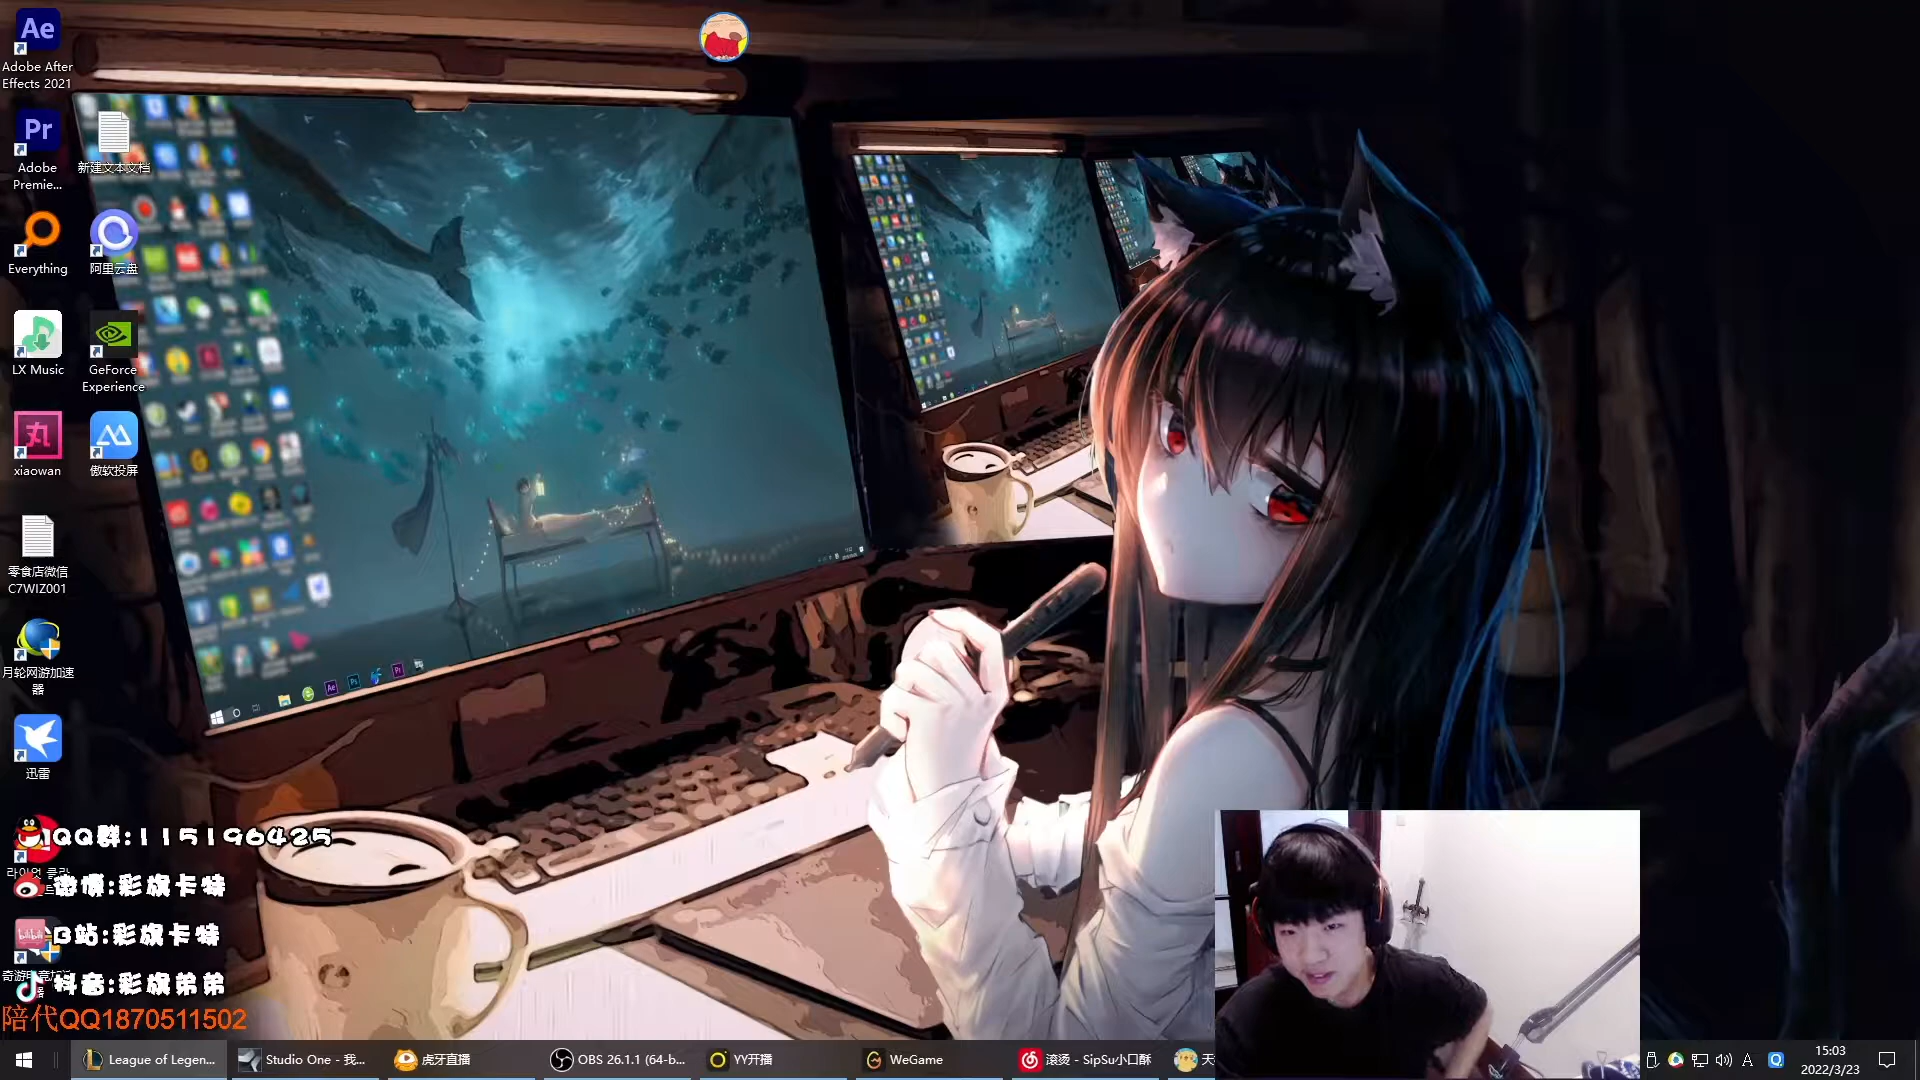 Adobe After
Effects 2021
Adobe
Premie...
新建文本文档
Everything
阿里云盘
LX Music
GeForce
Experience
xiaowan
傲软投屏
零食店微信
C7WIZ001
月轮网游加速
器
迅雷
QQ群:115196425
微博:彩旗卡特
B站:彩旗卡特
抖音:彩旗弟弟
陪代QQ1870511502
League of Legen...
Studio One - 我...
虎牙直播
OBS 26.1.1 (64-b...
YY开播
WeGame
滚烫 - SipSu小口酥
天
15:03
2022/3/23